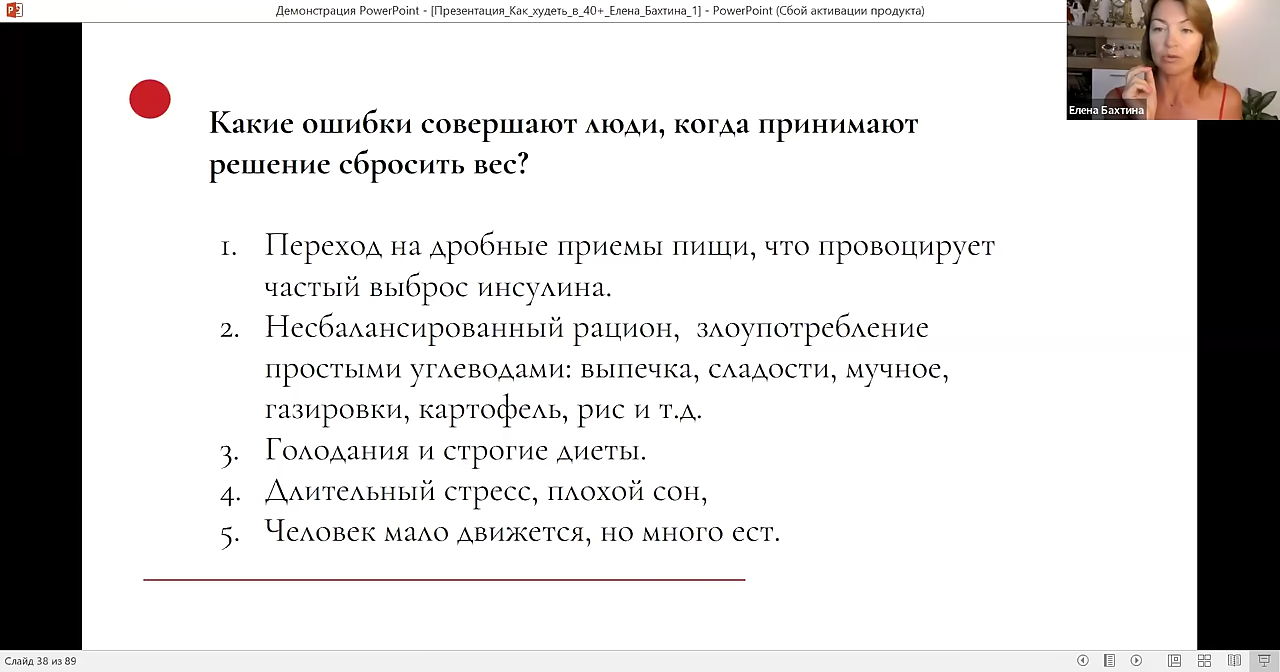 Демонстрация PowerPoint - [Презентация_Как_худеть_в_40+_Елена_Бахтина_1] - PowerPoint (Сбой активации продукта)
Елена Бахтина
Какие ошибки совершают люди, когда принимают
решение сбросить вес?
1. Переход на дробные приемы пищи, что провоцирует
частый выброс инсулина.
2. Несбалансированный рацион, злоупотребление
простыми углеводами: выпечка, сладости, мучное,
газировки, картофель, рис и т.д.
3. Голодания и строгие диеты.
4. Длительный стресс, плохой сон,
5. Человек мало движется, но много ест.
Слайд 38 из 89